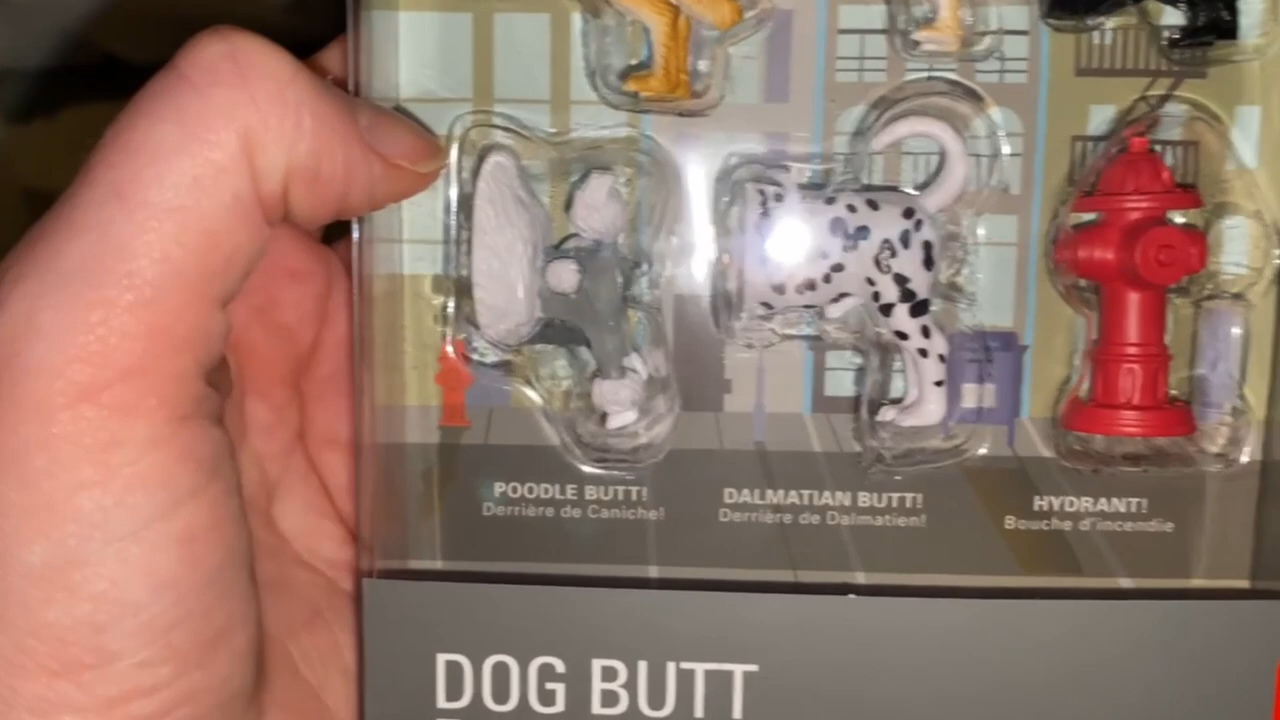 POODLE BUTT!
Derrière de Caniche!
DALMATIAN BUTT!
Derrière de Dalmatien!
HYDRANT!
Bouche d'incendie
DOG BUTT